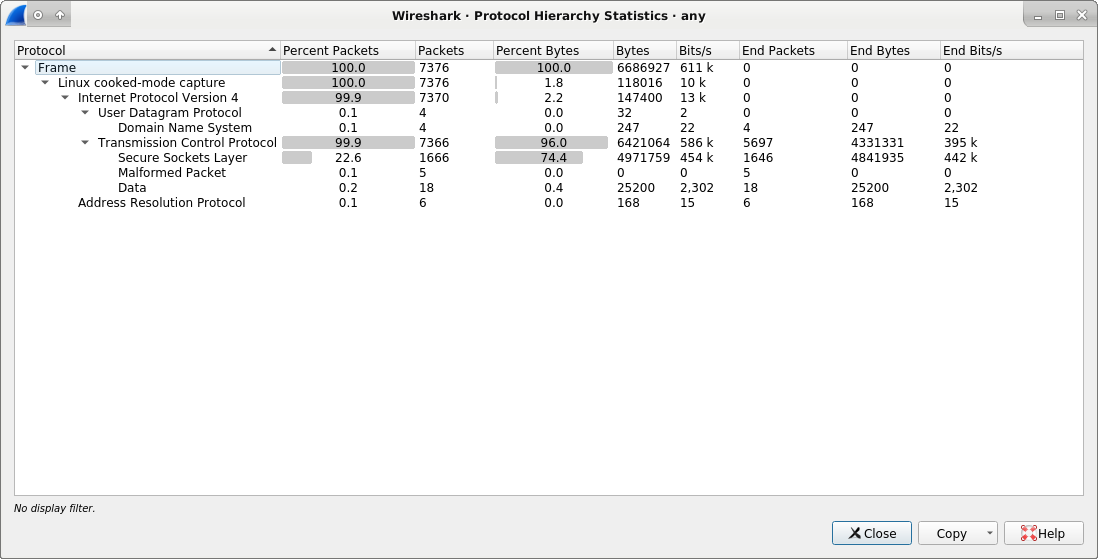 Wireshark · Protocol Hierarchy Statistics · any
Protocol Percent Packets Packets Percent Bytes Bytes Bits/s End Packets End Bytes End Bits/s
Frame 100.0 7376 100.0 6686927 611 k 0 0 0
Linux cooked-mode capture 100.0 7376 1.8 118016 10 k 0 0 0
Internet Protocol Version 4 99.9 7370 2.2 147400 13 k 0 0 0
User Datagram Protocol 0.1 4 0.0 32 2 0 0 0
Domain Name System 0.1 4 0.0 247 22 4 247 22
Transmission Control Protocol 99.9 7366 96.0 6421064 586 k 5697 4331331 395 k
Secure Sockets Layer 22.6 1666 74.4 4971759 454 k 1646 4841935 442 k
Malformed Packet 0.1 5 0.0 0 0 5 0 0
Data 0.2 18 0.4 25200 2,302 18 25200 2,302
Address Resolution Protocol 0.1 6 0.0 168 15 6 168 15
No display filter.
Close Copy Help